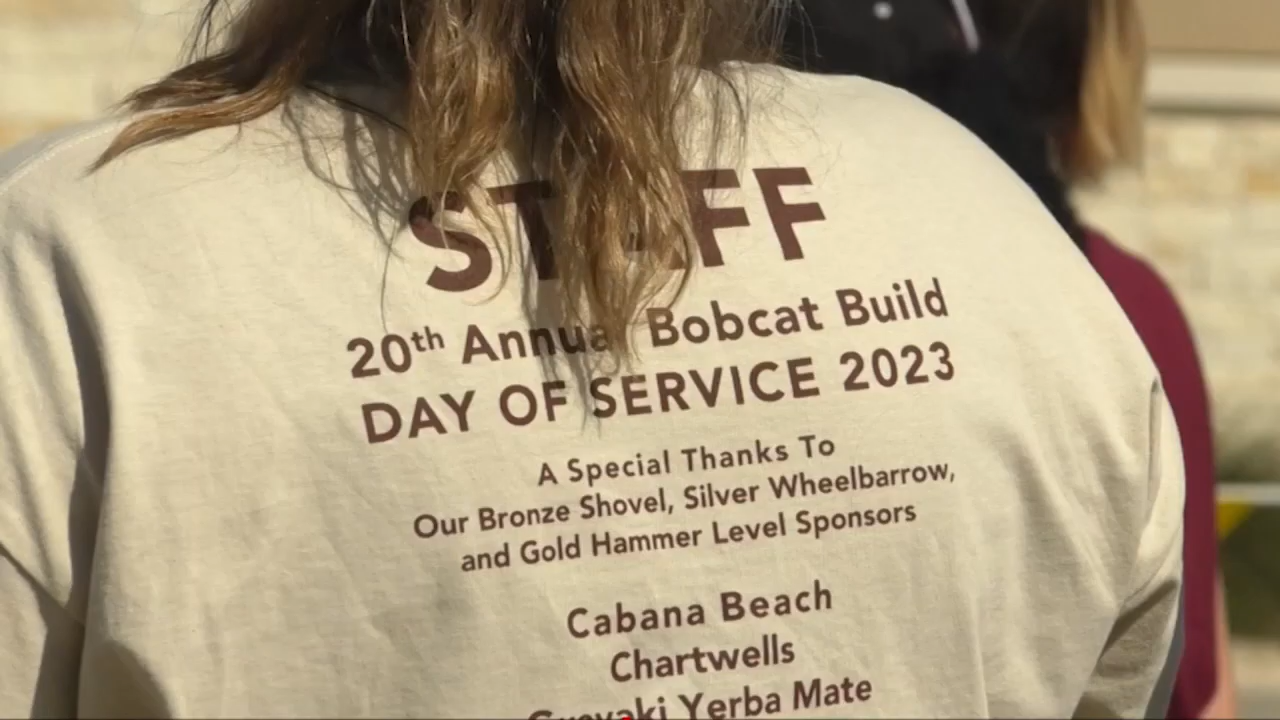 STAFF
20th Annual Bobcat Build
DAY OF SERVICE 2023
A Special Thanks To
Our Bronze Shovel, Silver Wheelbarrow,
and Gold Hammer Level Sponsors
Cabana Beach
Chartwells
Guayaki Yerba Mate